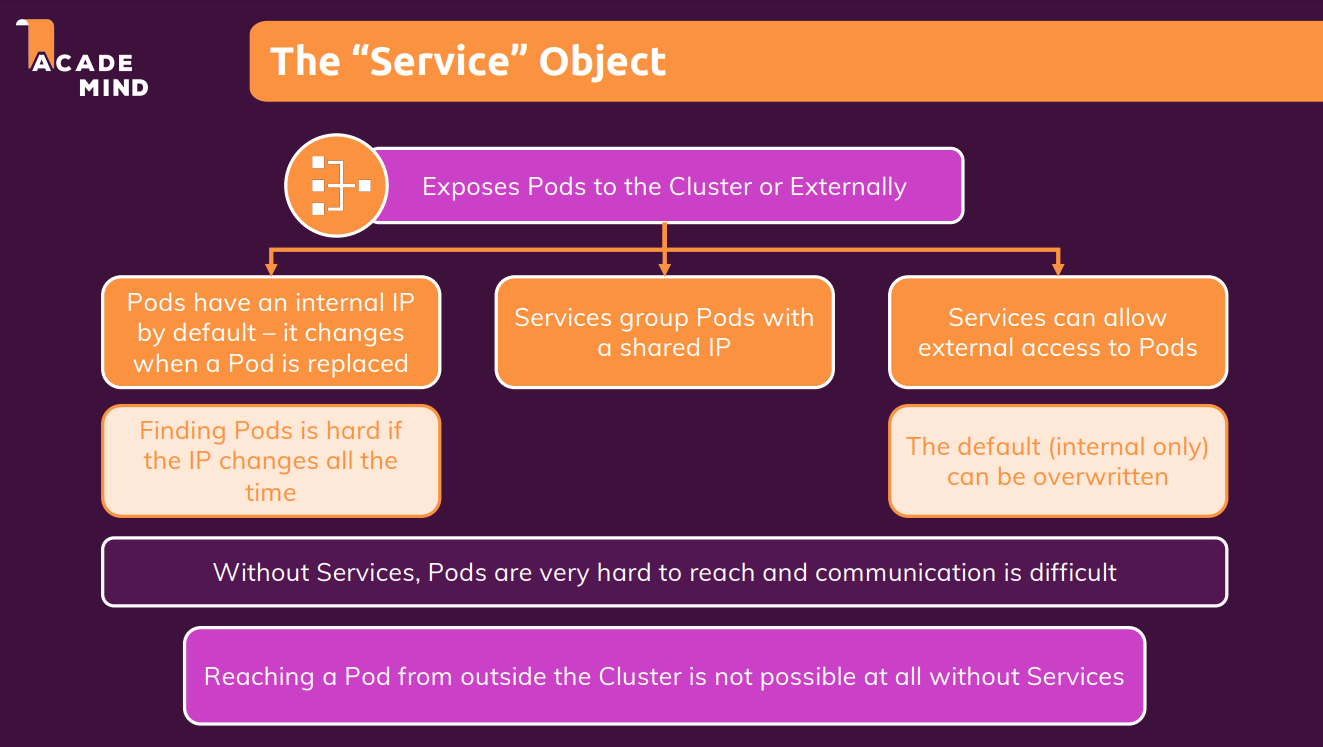 ACADE
MIND
The “Service” Object
Exposes Pods to the Cluster or Externally
Pods have an internal IP
by default – it changes
when a Pod is replaced
Services group Pods with
a shared IP
Services can allow
external access to Pods
Finding Pods is hard if
the IP changes all the
time
The default (internal only)
can be overwritten
Without Services, Pods are very hard to reach and communication is difficult
Reaching a Pod from outside the Cluster is not possible at all without Services